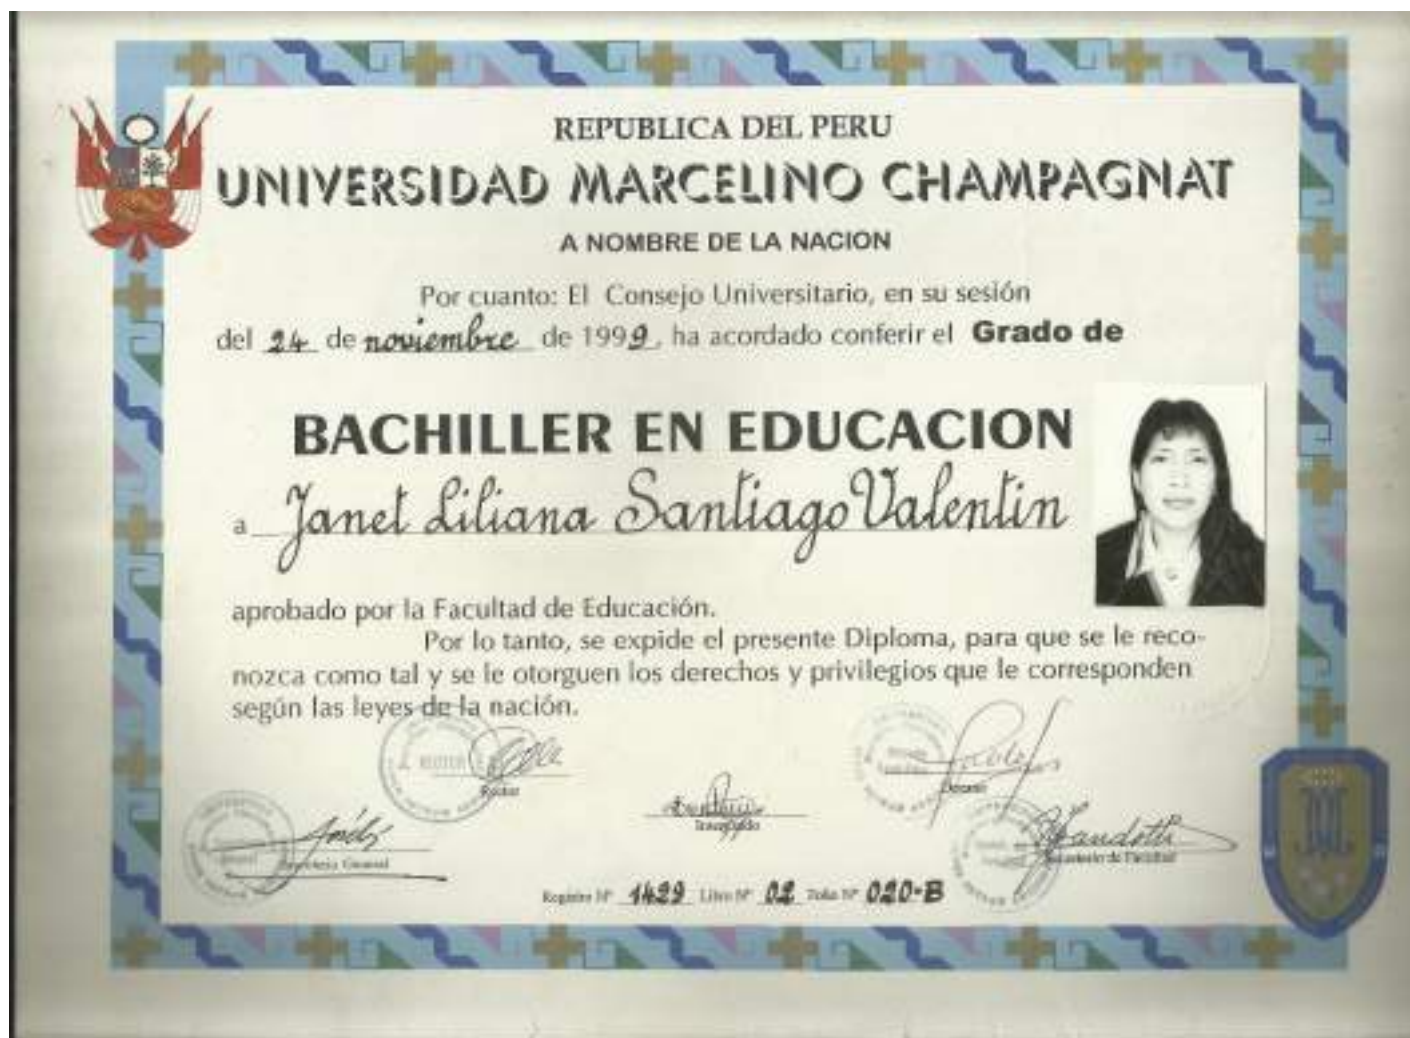 REPUBLICA DEL PERU
UNIVERSIDAD MARCELINO CHAMPAGNAT
A NOMBRE DE LA NACION
Por cuanto: El Consejo Universitario, en su sesión
del 24 de noviembre de 1999, ha acordado conferir el Grado de
BACHILLER EN EDUCACION
a Janet Liliana Santiago Valentin
aprobado por la Facultad de Educación.
Por lo tanto, se expide el presente Diploma, para que se le reco-
nozca como tal y se le otorguen los derechos y privilegios que le corresponden
según las leyes de la nación.
RECTOR
Rector
Decano
Interesado
Secretario General
Secretario de Facultad
Registro Nº 1429 Libro Nº 02 Folio Nº 020-B